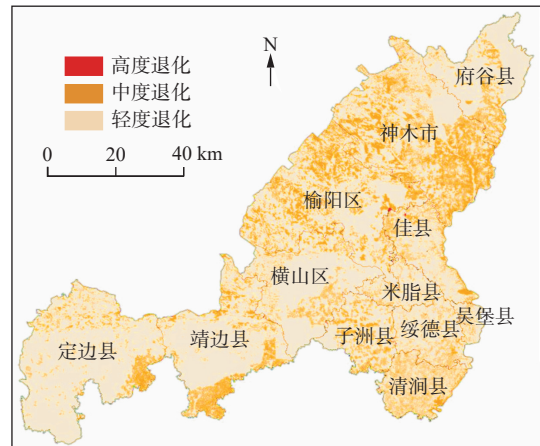 高度退化
中度退化
轻度退化
0 20 40 km
N
府谷县
神木市
榆阳区
佳县
横山区
米脂县
吴堡县
子洲县
绥德县
靖边县
定边县
清涧县